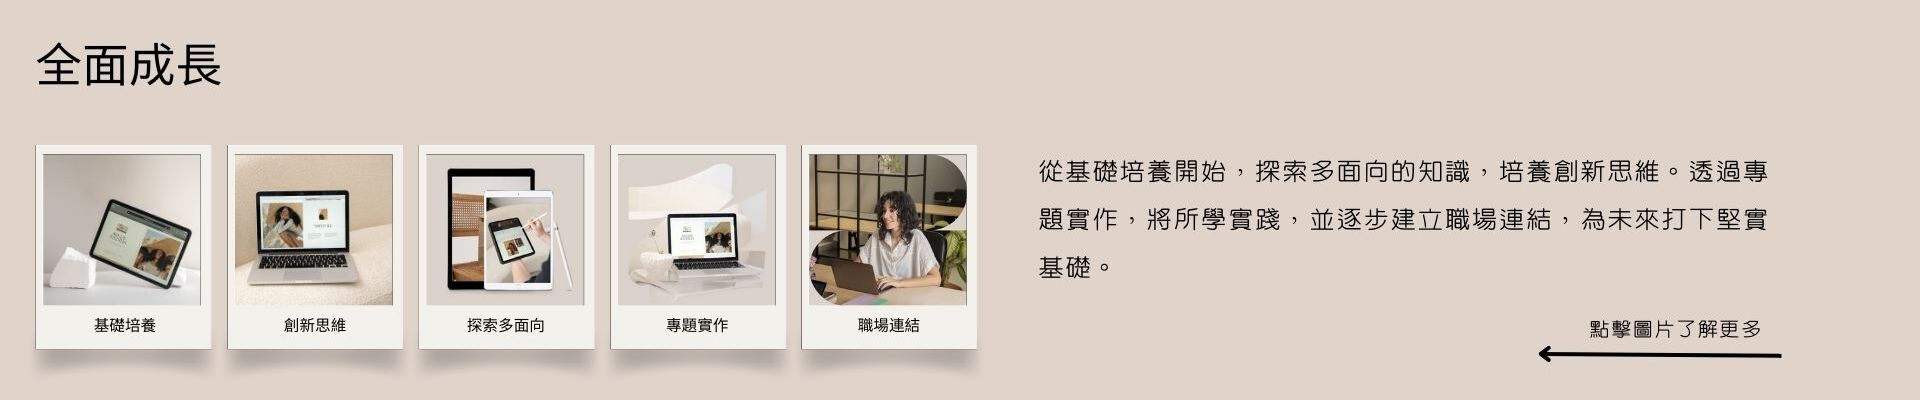 全面成長
基礎培養
創新思維
探索多面向
專題實作
職場連結
從基礎培養開始，探索多面向的知識，培養創新思維。透過專
題實作，將所學實踐，並逐步建立職場連結，為未來打下堅實
基礎。
點擊圖片了解更多